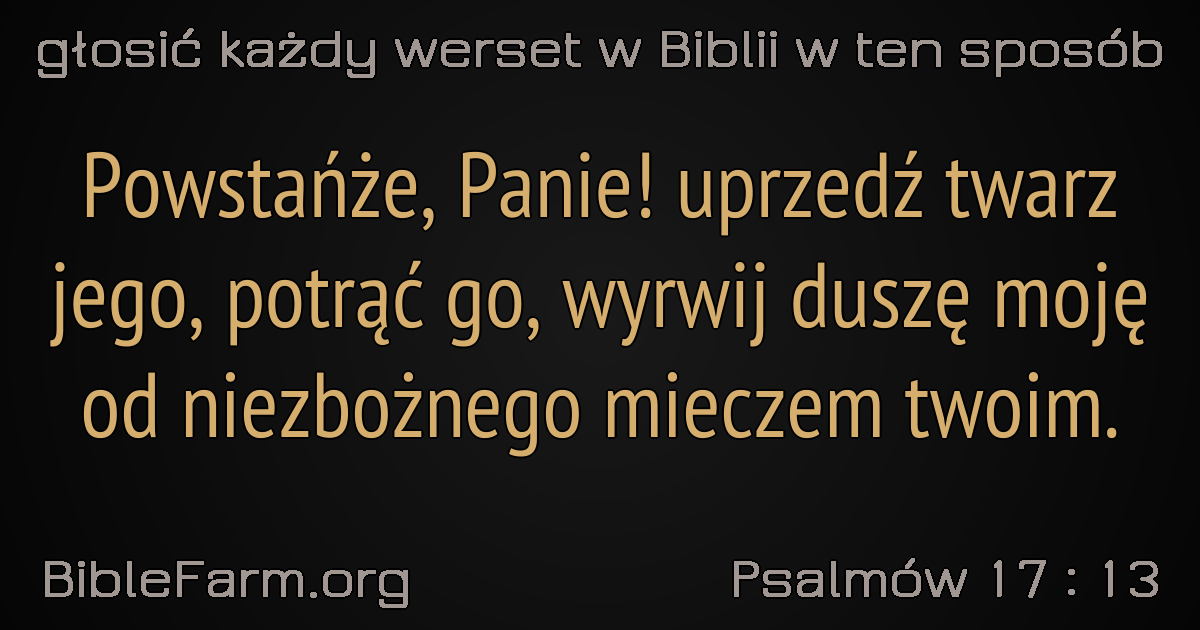 głosić każdy werset w Biblii w ten sposób
Powstańże, Panie! uprzedź twarz
jego, potrąć go, wyrwij duszę moję
od niezbożnego mieczem twoim.
BibleFarm.org
Psalmów 17 : 13